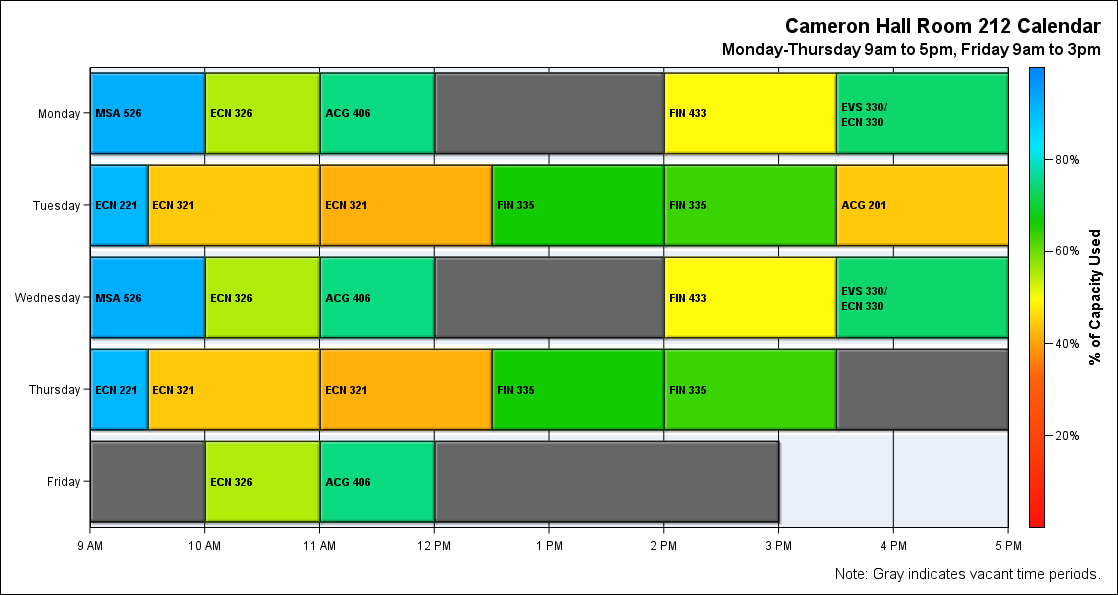 Cameron Hall Room 212 Calendar
Monday-Thursday 9am to 5pm, Friday 9am to 3pm
Monday
MSA 526
ECN 326
ACG 406
FIN 433
EVS 330/
ECN 330
Tuesday
ECN 221
ECN 321
ECN 321
FIN 335
FIN 335
ACG 201
Wednesday
MSA 526
ECN 326
ACG 406
FIN 433
EVS 330/
ECN 330
Thursday
ECN 221
ECN 321
ECN 321
FIN 335
FIN 335
Friday
ECN 326
ACG 406
9 AM
10 AM
11 AM
12 PM
1 PM
2 PM
3 PM
4 PM
5 PM
80%
60%
40%
20%
% of Capacity Used
Note: Gray indicates vacant time periods.